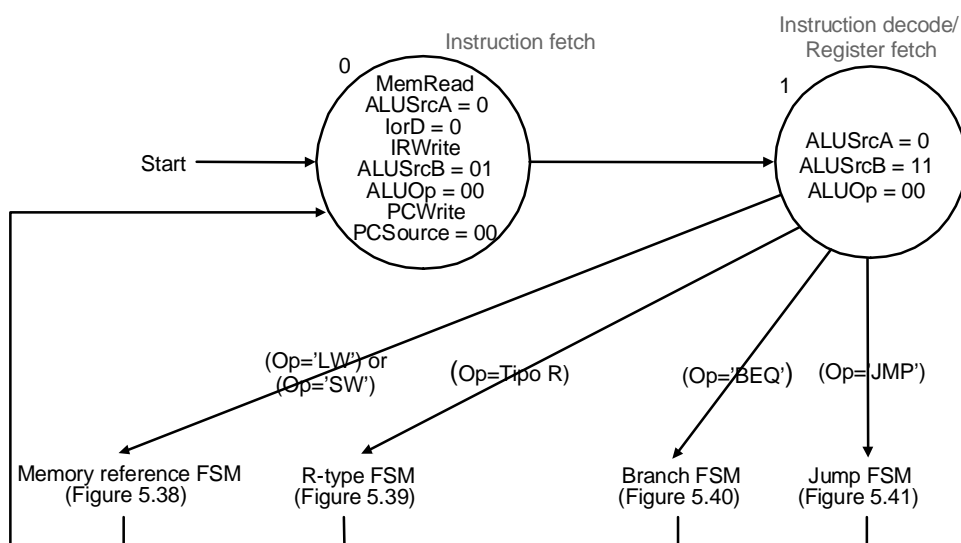 Instruction fetch
Instruction decode/
Register fetch
0
MemRead
ALUSrcA = 0
IorD = 0
IRWrite
ALUSrcB = 01
ALUOp = 00
PCWrite
PCSource = 00
1
ALUSrcA = 0
ALUSrcB = 11
ALUOp = 00
Start
(Op='LW') or
(Op='SW')
(Op=Tipo R)
(Op='BEQ')
(Op='JMP')
Memory reference FSM
(Figure 5.38)
R-type FSM
(Figure 5.39)
Branch FSM
(Figure 5.40)
Jump FSM
(Figure 5.41)